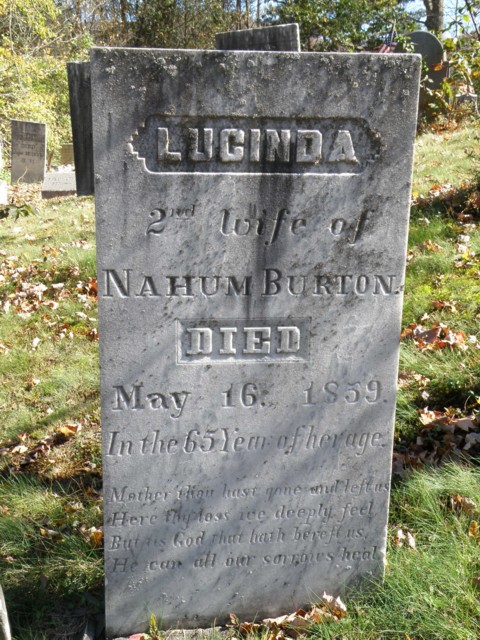 LUCINDA
2nd Wife of
NAHUM BURTON.
DIED
May 16. 1859.
In the 65 Year of her age.
Mother thou hast gone and left us
Here thy loss we deeply feel
But tis God that hath bereft us,
He can all our sorrows heal.